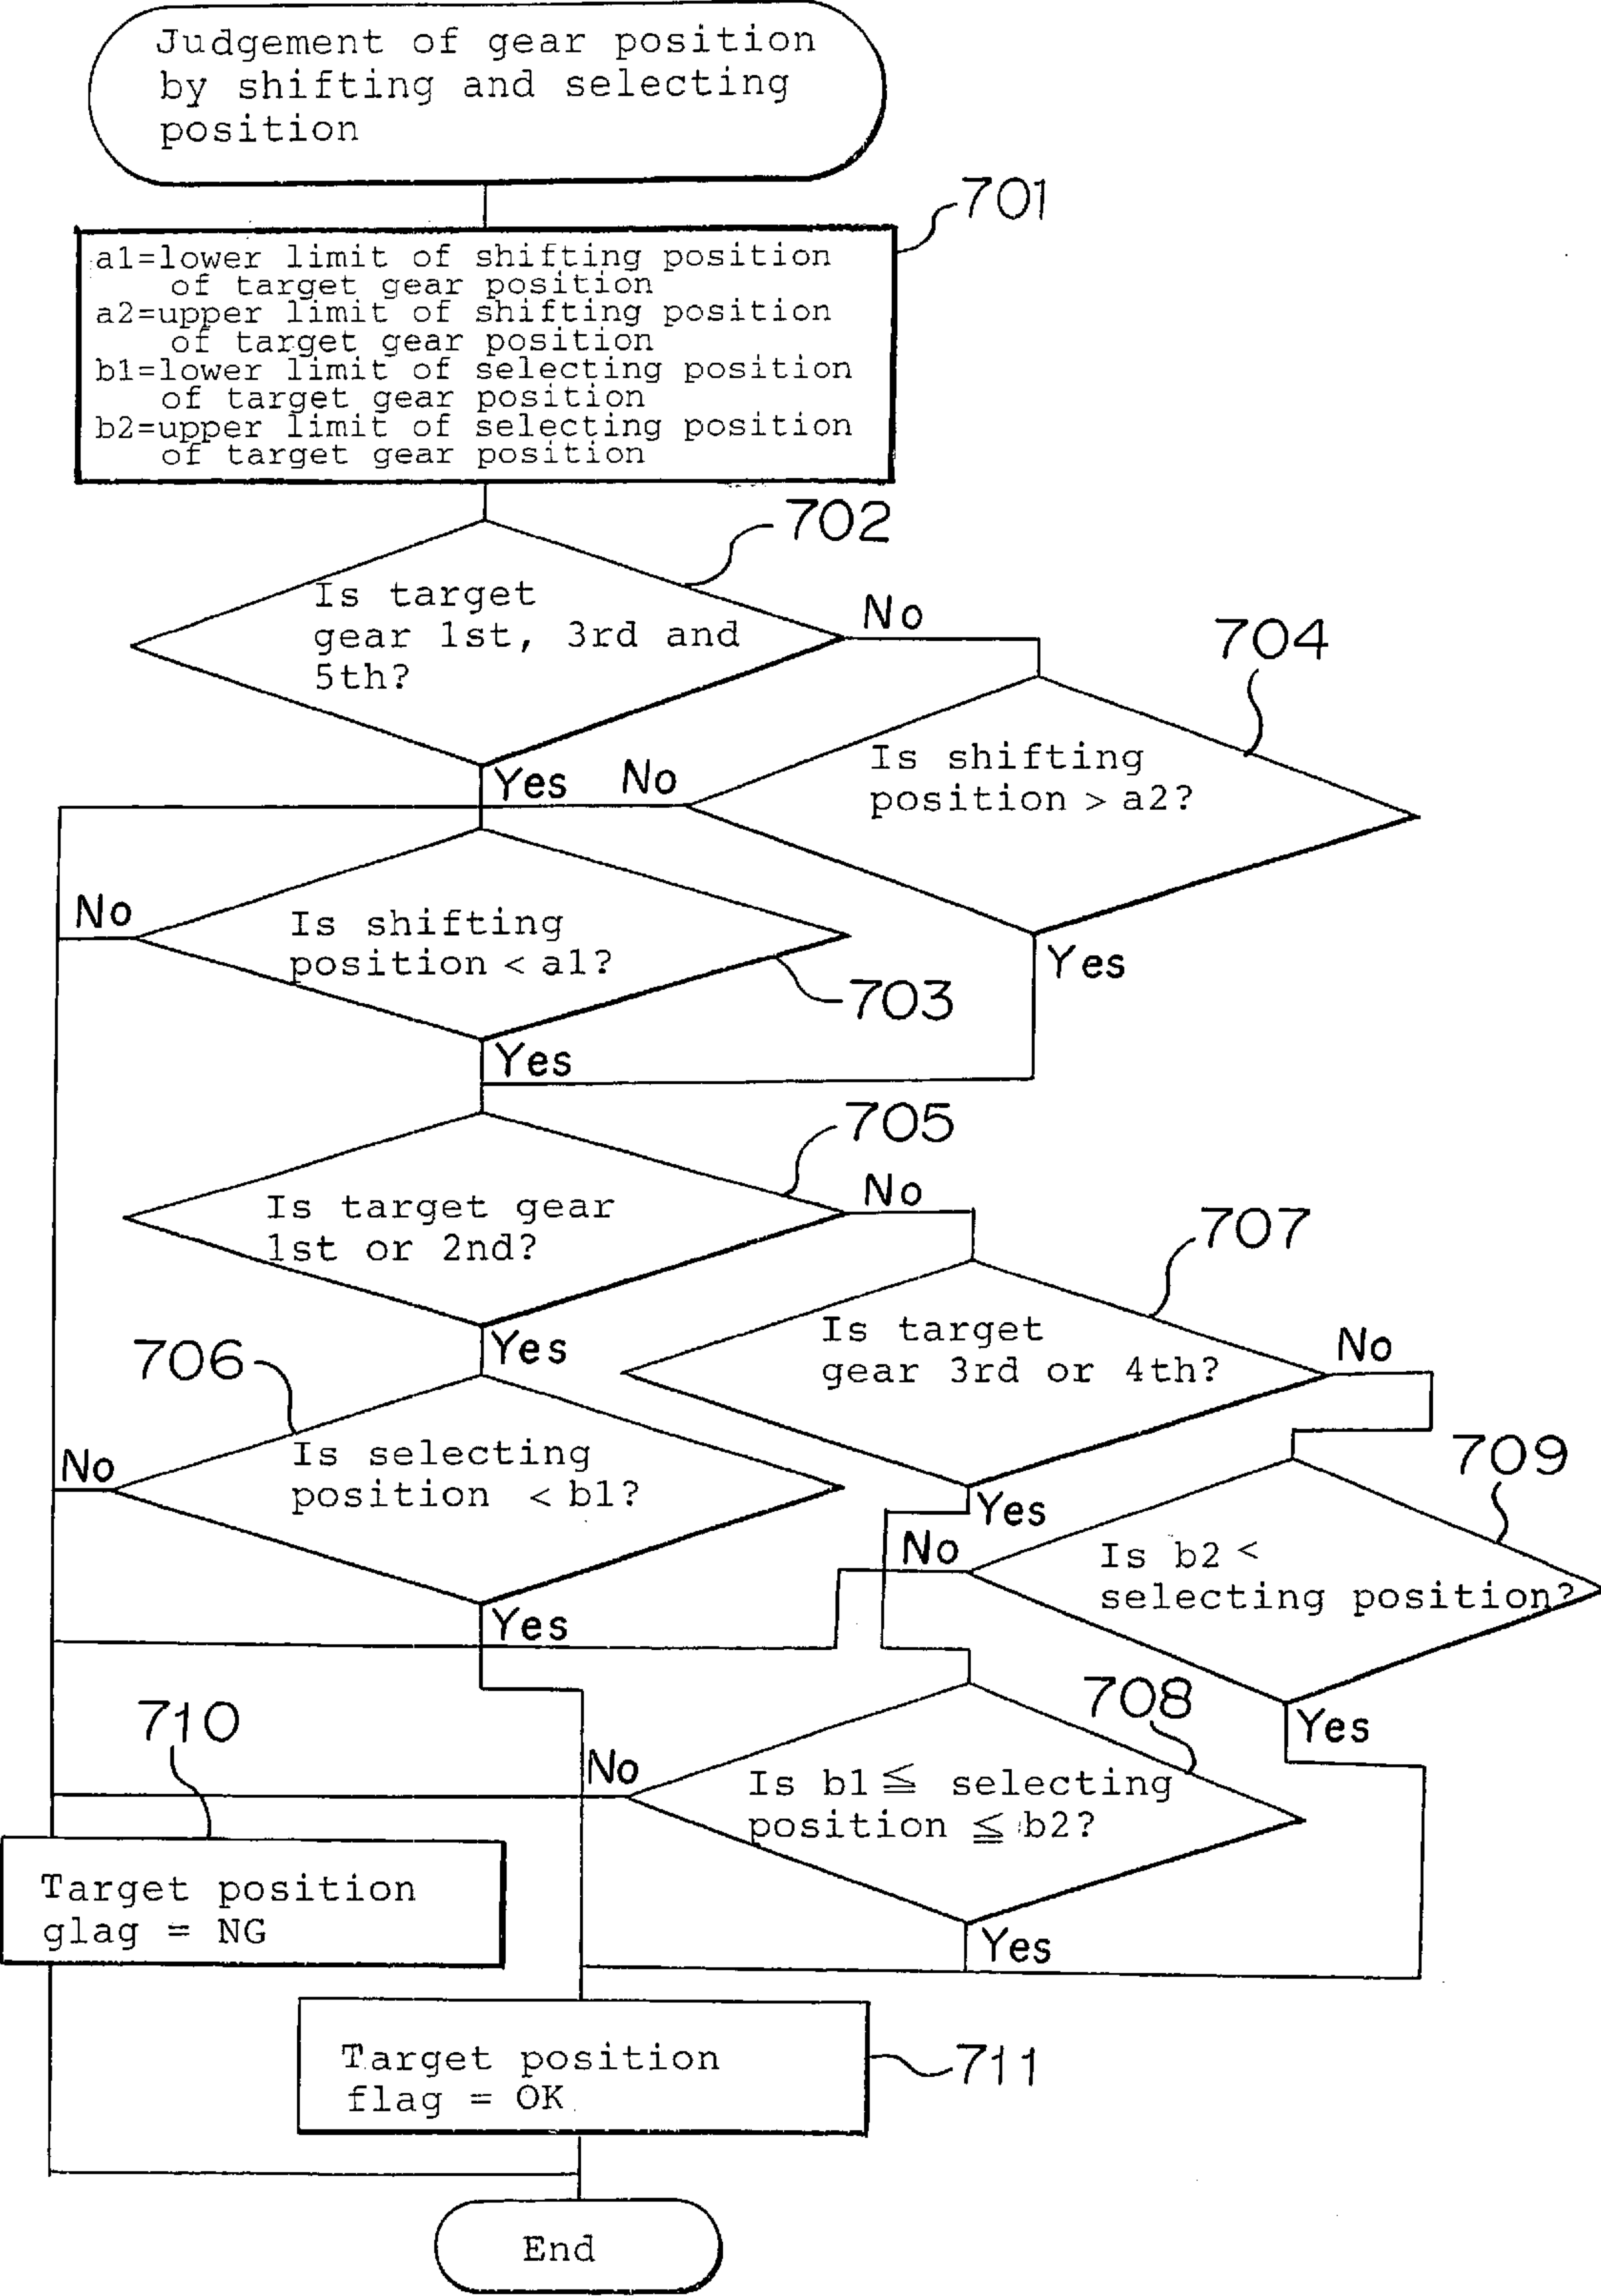 Judgement of gear position
by shifting and selecting
position
701
a1=lower limit of shifting position
of target gear position
a2=upper limit of shifting position
of target gear position
b1=lower limit of selecting position
of target gear position
b2=upper limit of selecting position
of target gear position
702
Is target
gear 1st, 3rd and
5th?
No
704
Yes
No
Is shifting
position > a2?
No
Is shifting
position < a1?
703
Yes
Yes
705
Is target gear
1st or 2nd?
No
707
Yes
Is target
gear 3rd or 4th?
No
706
Is selecting
position < b1?
No
709
Yes
No
Is b2 <
selecting position?
Yes
708
Yes
710
No
Is b1 ≦ selecting
position ≦ b2?
Target position
glag = NG
Yes
Target position
flag = OK
711
End